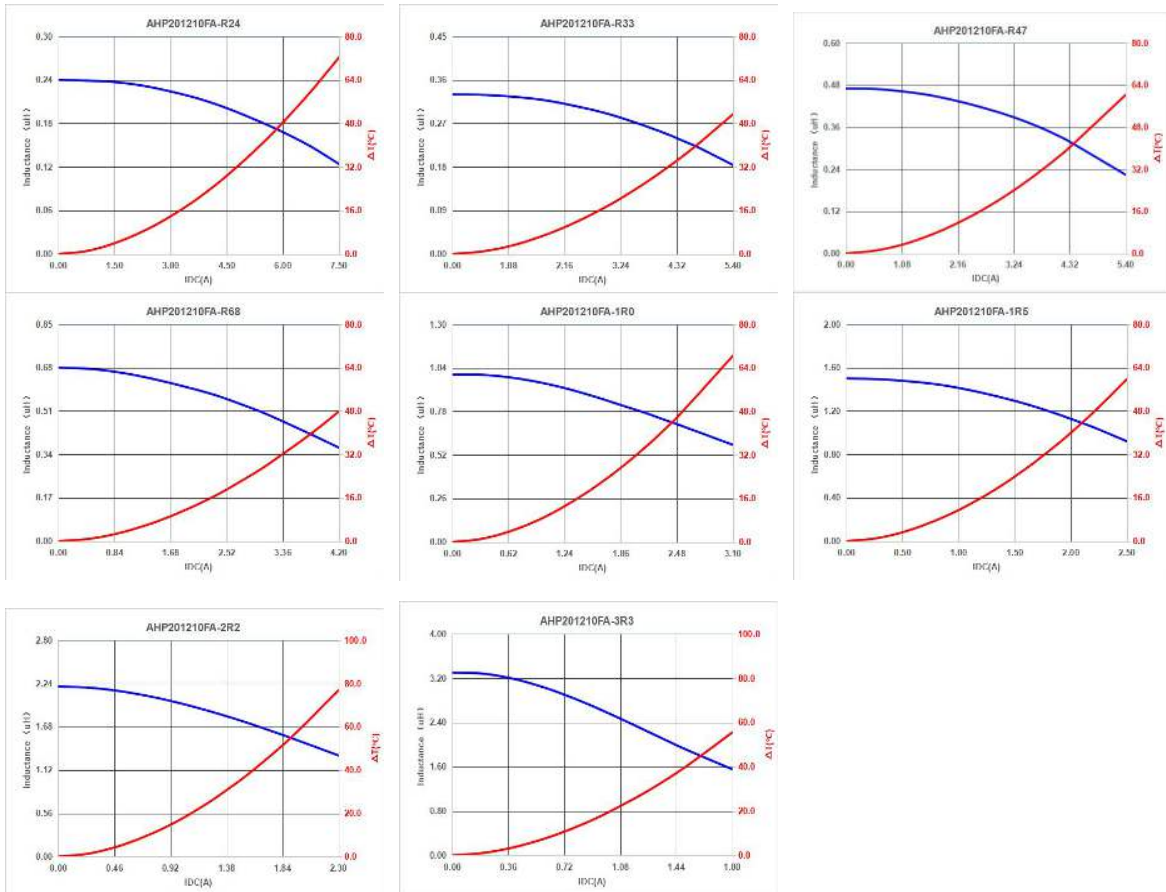 AHP201210FA-R24
0.30
0.24
0.18
0.12
0.06
0.00
Inductance (uH)
80.0
64.0
48.0
32.0
16.0
0.0
ΔT(℃)
0.00 1.50 3.00 4.50 6.00 7.50
IDC(A)
AHP201210FA-R33
0.45
0.36
0.27
0.18
0.09
0.00
Inductance (uH)
80.0
64.0
48.0
32.0
16.0
0.0
ΔT(℃)
0.00 1.08 2.16 3.24 4.32 5.40
IDC(A)
AHP201210FA-R47
0.60
0.48
0.36
0.24
0.12
0.00
Inductance (uH)
80.0
64.0
48.0
32.0
16.0
0.0
ΔT(℃)
0.00 1.08 2.16 3.24 4.32 5.40
IDC(A)
AHP201210FA-R68
0.85
0.68
0.51
0.34
0.17
0.00
Inductance (uH)
80.0
64.0
48.0
32.0
16.0
0.0
ΔT(℃)
0.00 0.84 1.68 2.52 3.36 4.20
IDC(A)
AHP201210FA-1R0
1.30
1.04
0.78
0.52
0.26
0.00
Inductance (uH)
80.0
64.0
48.0
32.0
16.0
0.0
ΔT(℃)
0.00 0.62 1.24 1.86 2.48 3.10
IDC(A)
AHP201210FA-1R5
2.00
1.60
1.20
0.80
0.40
0.00
Inductance (uH)
80.0
64.0
48.0
32.0
16.0
0.0
ΔT(℃)
0.00 0.50 1.00 1.50 2.00 2.50
IDC(A)
AHP201210FA-2R2
2.80
2.24
1.68
1.12
0.56
0.00
Inductance (uH)
100.0
80.0
60.0
40.0
20.0
0.0
ΔT(℃)
0.00 0.46 0.92 1.38 1.84 2.30
IDC(A)
AHP201210FA-3R3
4.00
3.20
2.40
1.60
0.80
0.00
Inductance (uH)
100.0
80.0
60.0
40.0
20.0
0.0
ΔT(℃)
0.00 0.36 0.72 1.08 1.44 1.80
IDC(A)